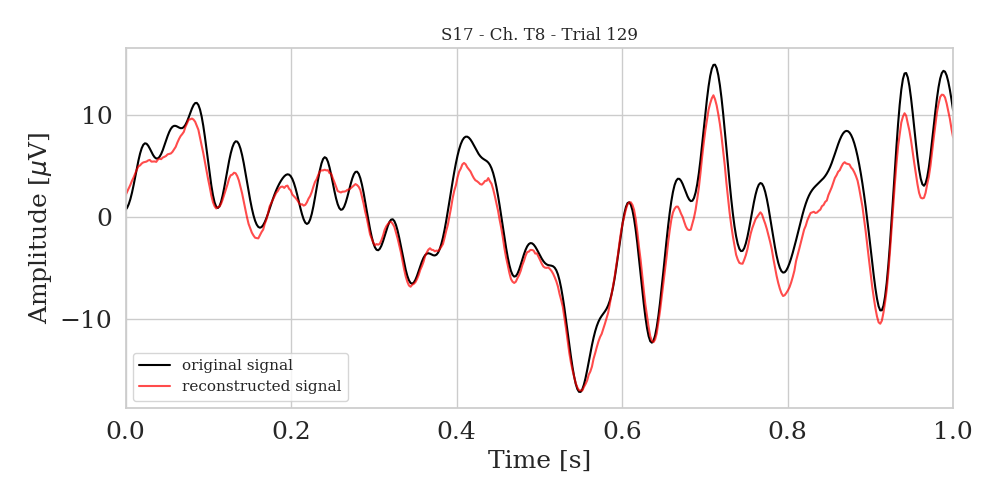 S17 - Ch. T8 - Trial 129
Amplitude [μV]
10
0
−10
original signal
reconstructed signal
0.0 0.2 0.4 0.6 0.8 1.0
Time [s]